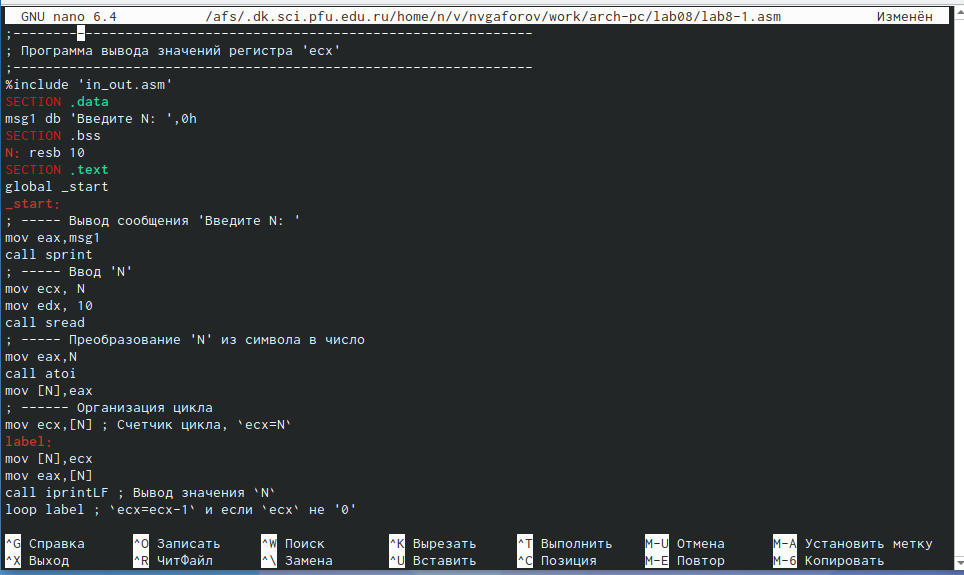 GNU nano 6.4 /afs/.dk.sci.pfu.edu.ru/home/n/v/nvgaforov/work/arch-pc/lab08/lab8-1.asm Изменён
;-----------------------------------------------------------------
; Программа вывода значений регистра 'ecx'
;-----------------------------------------------------------------
%include 'in_out.asm'
SECTION .data
msg1 db 'Введите N: ',0h
SECTION .bss
N: resb 10
SECTION .text
global _start
_start:
; ----- Вывод сообщения 'Введите N: '
mov eax,msg1
call sprint
; ----- Ввод 'N'
mov ecx, N
mov edx, 10
call sread
; ----- Преобразование 'N' из символа в число
mov eax,N
call atoi
mov [N],eax
; ------ Организация цикла
mov ecx,[N] ; Счетчик цикла, `ecx=N`
label:
mov [N],ecx
mov eax,[N]
call iprintLF ; Вывод значения `N`
loop label ; `ecx=ecx-1` и если `ecx` не '0'
^G Справка ^O Записать ^W Поиск ^K Вырезать ^T Выполнить M-U Отмена M-A Установить метку
^X Выход ^R ЧитФайл ^\ Замена ^U Вставить ^C Позиция M-E Повтор M-6 Копировать